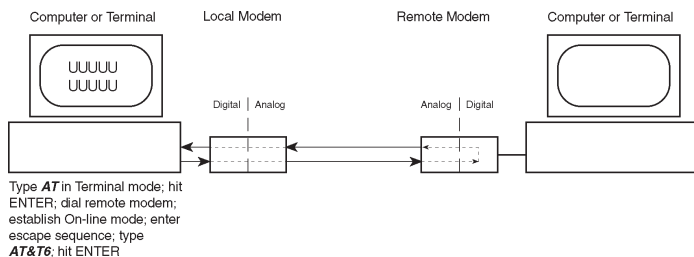 Computer or Terminal
Local Modem
Remote Modem
Computer or Terminal
UUUUU
UUUUU
Digital
Analog
Analog
Digital
Type AT in Terminal mode; hit
ENTER; dial remote modem;
establish On-line mode; enter
escape sequence; type
AT&T6; hit ENTER